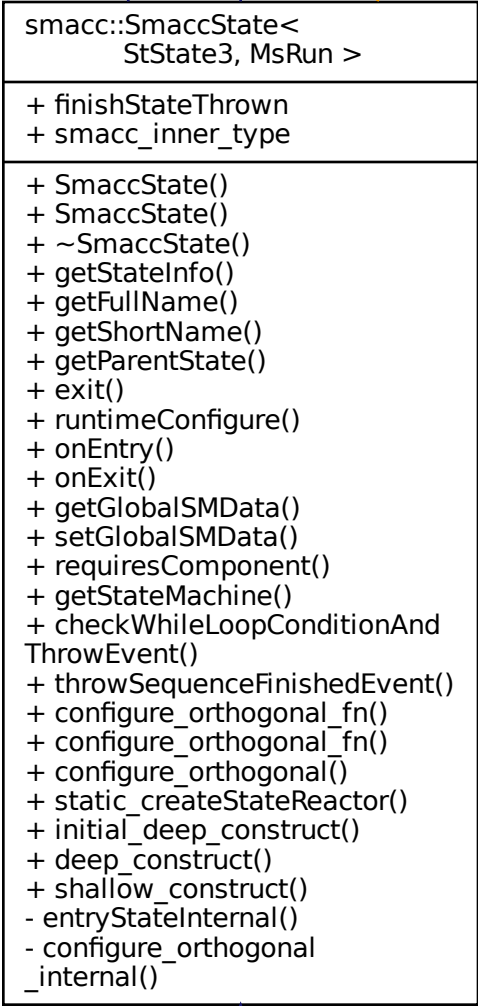 smacc::SmaccState<
StState3, MsRun >
+ finishStateThrown
+ smacc_inner_type
+ SmaccState()
+ SmaccState()
+ ~SmaccState()
+ getStateInfo()
+ getFullName()
+ getShortName()
+ getParentState()
+ exit()
+ runtimeConfigure()
+ onEntry()
+ onExit()
+ getGlobalSMData()
+ setGlobalSMData()
+ requiresComponent()
+ getStateMachine()
+ checkWhileLoopConditionAnd
ThrowEvent()
+ throwSequenceFinishedEvent()
+ configure_orthogonal_fn()
+ configure_orthogonal_fn()
+ configure_orthogonal()
+ static_createStateReactor()
+ initial_deep_construct()
+ deep_construct()
+ shallow_construct()
- entryStateInternal()
- configure_orthogonal
_internal()